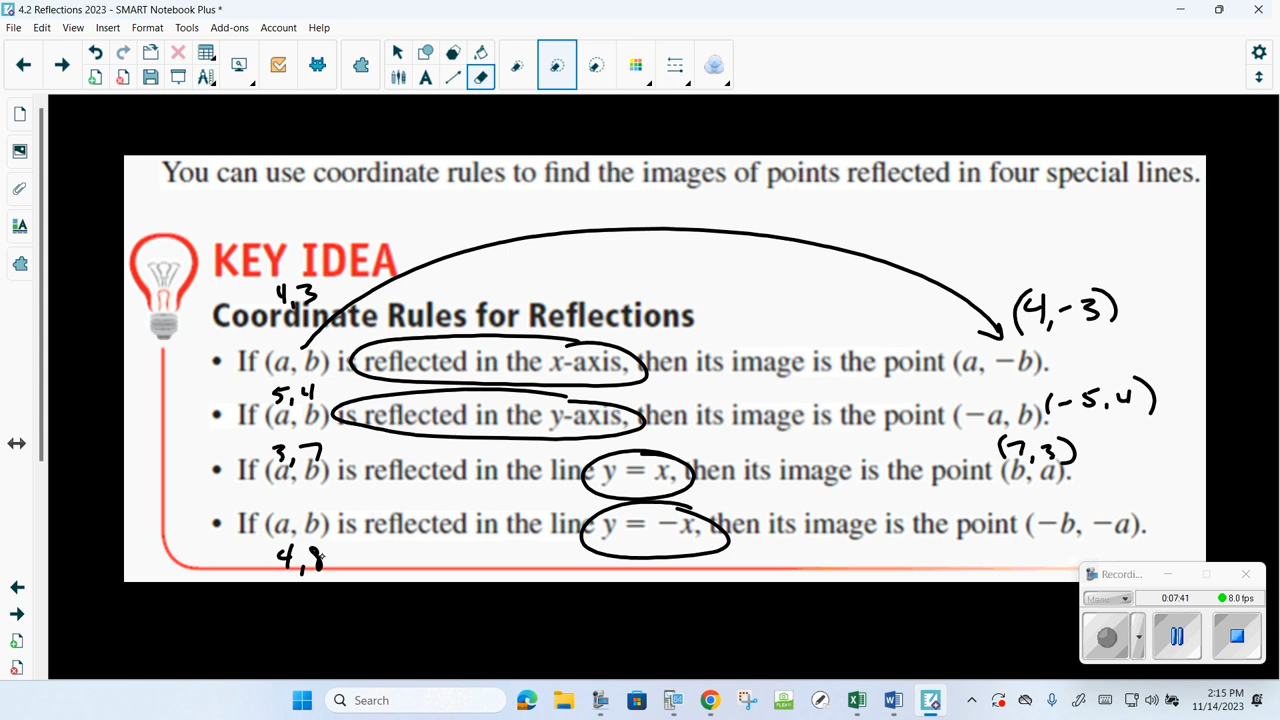 4.2 Reflections 2023 - SMART Notebook Plus *
File Edit View Insert Format Tools Add-ons Account Help
You can use coordinate rules to find the images of points reflected in four special lines.
KEY IDEA
4,3
(4,-3)
Coordinate Rules for Reflections
• If (a, b) is reflected in the x-axis, then its image is the point (a, −b).
5,4
(-5,4)
• If (a, b) is reflected in the y-axis, then its image is the point (−a, b).
3,7
(7,3)
• If (a, b) is reflected in the line y = x, then its image is the point (b, a).
• If (a, b) is reflected in the line y = −x, then its image is the point (−b, −a).
4,8
Recordi...
Menu
0:07:41
8.0 fps
Search
2:15 PM
11/14/2023